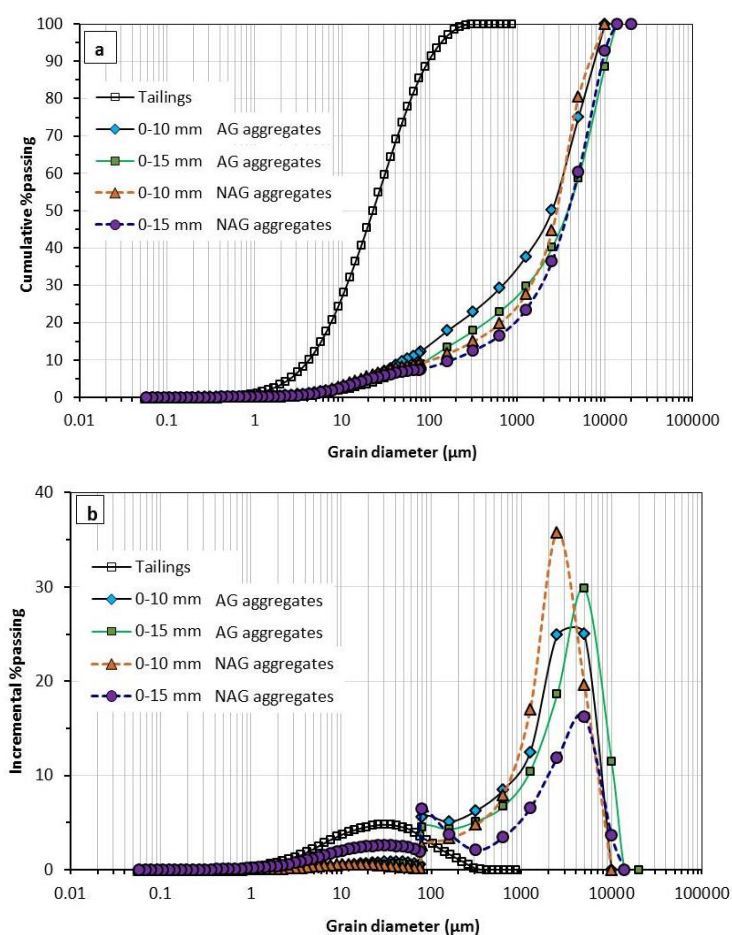 100
a
90
80
Tailings
70
0-10 mm AG aggregates
60
0-15 mm AG aggregates
50
0-10 mm NAG aggregates
40
0-15 mm NAG aggregates
30
20
10
0
Cumulative %passing
0.01 0.1 1 10 100 1000 10000 100000
Grain diameter (µm)
40
b
Tailings
30
0-10 mm AG aggregates
0-15 mm AG aggregates
20
0-10 mm NAG aggregates
0-15 mm NAG aggregates
10
0
Incremental %passing
0.01 0.1 1 10 100 1000 10000 100000
Grain diameter (µm)